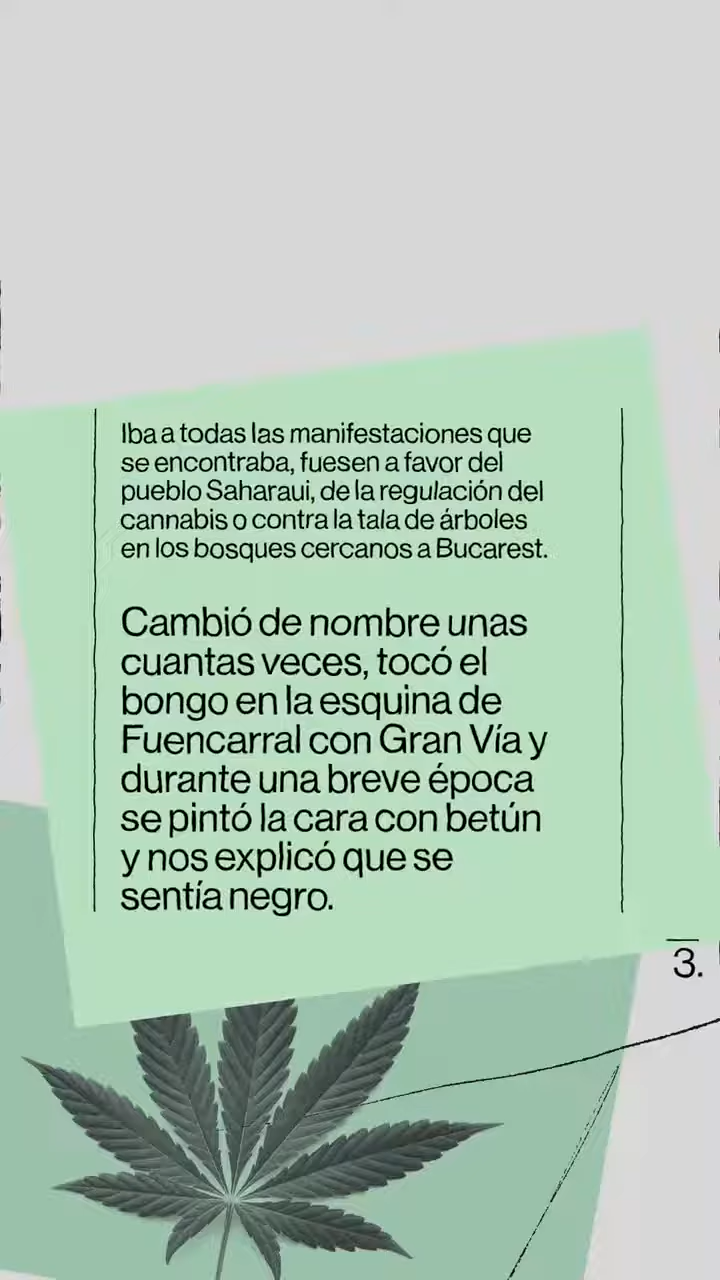 Iba a todas las manifestaciones que
se encontraba, fuesen a favor del
pueblo Saharaui, de la regulación del
cannabis o contra la tala de árboles
en los bosques cercanos a Bucarest.
Cambió de nombre unas
cuantas veces, tocó el
bongo en la esquina de
Fuencarral con Gran Vía y
durante una breve época
se pintó la cara con betún
y nos explicó que se
sentía negro.
3.